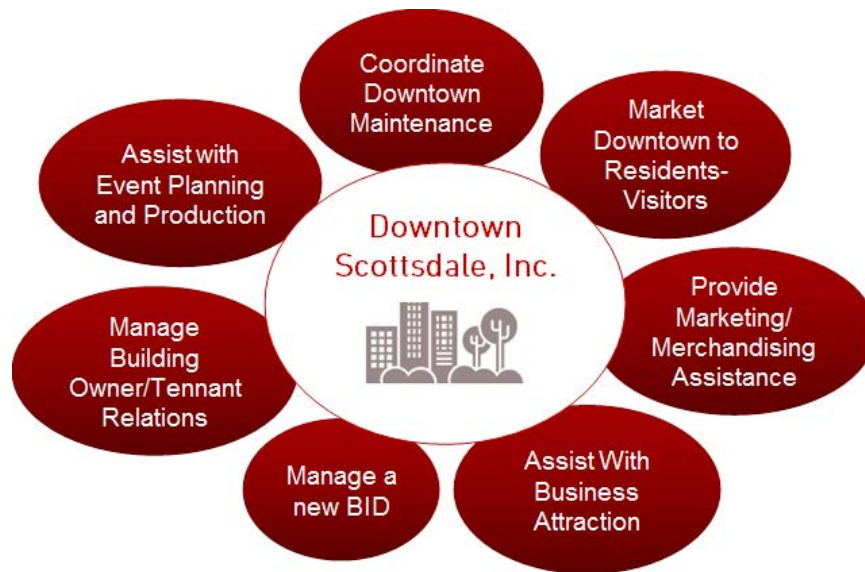 Downtown
Scottsdale, Inc.
Coordinate
Downtown
Maintenance
Market
Downtown to
Residents-
Visitors
Provide
Marketing/
Merchandising
Assistance
Assist With
Business
Attraction
Manage a
new BID
Manage
Building
Owner/Tennant
Relations
Assist with
Event Planning
and Production